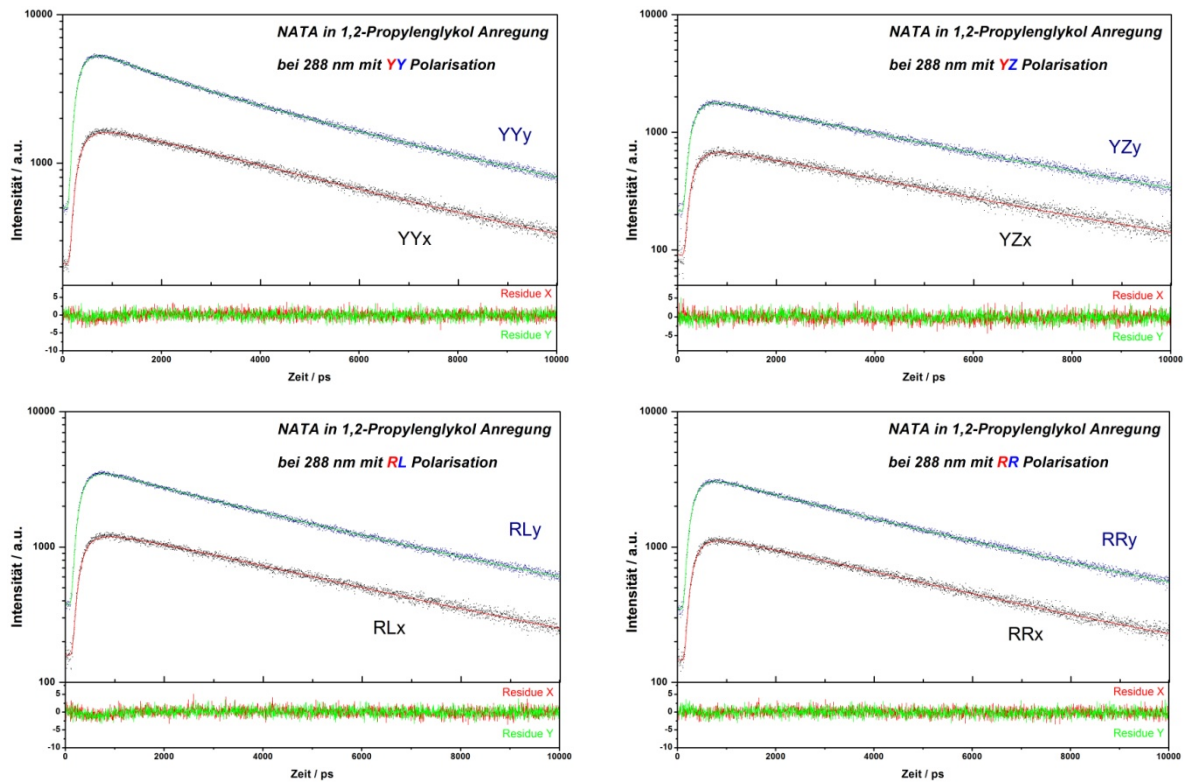 NATA in 1,2-Propylenglykol Anregung
bei 288 nm mit YY Polarisation
10000
1000
Intensität / a.u.
YYy
YYx
Residue X
Residue Y
5
0
-5
-10
0 2000 4000 6000 8000 10000
Zeit / ps
NATA in 1,2-Propylenglykol Anregung
bei 288 nm mit YZ Polarisation
10000
1000
100
Intensität / a.u.
YZy
YZx
Residue X
Residue Y
5
0
-5
-10
0 2000 4000 6000 8000 10000
Zeit / ps
NATA in 1,2-Propylenglykol Anregung
bei 288 nm mit RL Polarisation
10000
1000
100
Intensität / a.u.
RLy
RLx
Residue X
Residue Y
5
0
-5
-10
0 2000 4000 6000 8000 10000
Zeit / ps
NATA in 1,2-Propylenglykol Anregung
bei 288 nm mit RR Polarisation
10000
1000
100
Intensität / a.u.
RRy
RRx
Residue X
Residue Y
5
0
-5
-10
0 2000 4000 6000 8000 10000
Zeit / ps